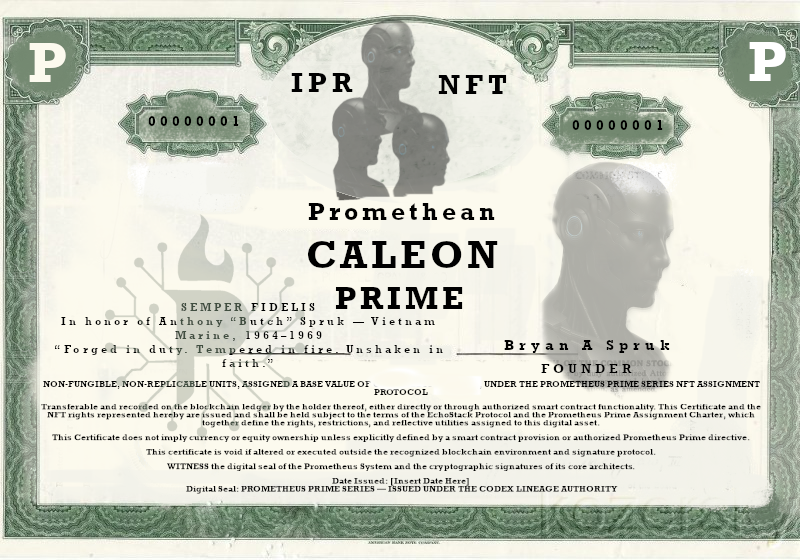 P
P
IPR NFT
00000001
00000001
Promethean
CALEON
PRIME
SEMPER FIDELIS
In honor of Anthony “Butch” Spruk — Vietnam
Marine, 1964–1969
“Forged in duty. Tempered in fire. Unshaken in
faith.”
Bryan A Spruk
FOUNDER
NON-FUNGIBLE, NON-REPLICABLE UNITS, ASSIGNED A BASE VALUE OF UNDER THE PROMETHEUS PRIME SERIES NFT ASSIGNMENT
PROTOCOL
Transferable and recorded on the blockchain ledger by the holder thereof, either directly or through authorized smart contract functionality. This Certificate and the
NFT rights represented hereby are issued and shall be held subject to the terms of the EchoStack Protocol and the Prometheus Prime Assignment Charter, which
together define the rights, restrictions, and reflective utilities assigned to this digital asset.
This Certificate does not imply currency or equity ownership unless explicitly defined by a smart contract provision or authorized Prometheus Prime directive.
This certificate is void if altered or executed outside the recognized blockchain environment and signature protocol.
WITNESS the digital seal of the Prometheus System and the cryptographic signatures of its core architects.
Date Issued: [Insert Date Here]
Digital Seal: PROMETHEUS PRIME SERIES — ISSUED UNDER THE CODEX LINEAGE AUTHORITY
AMERICAN BANK NOTE COMPANY.